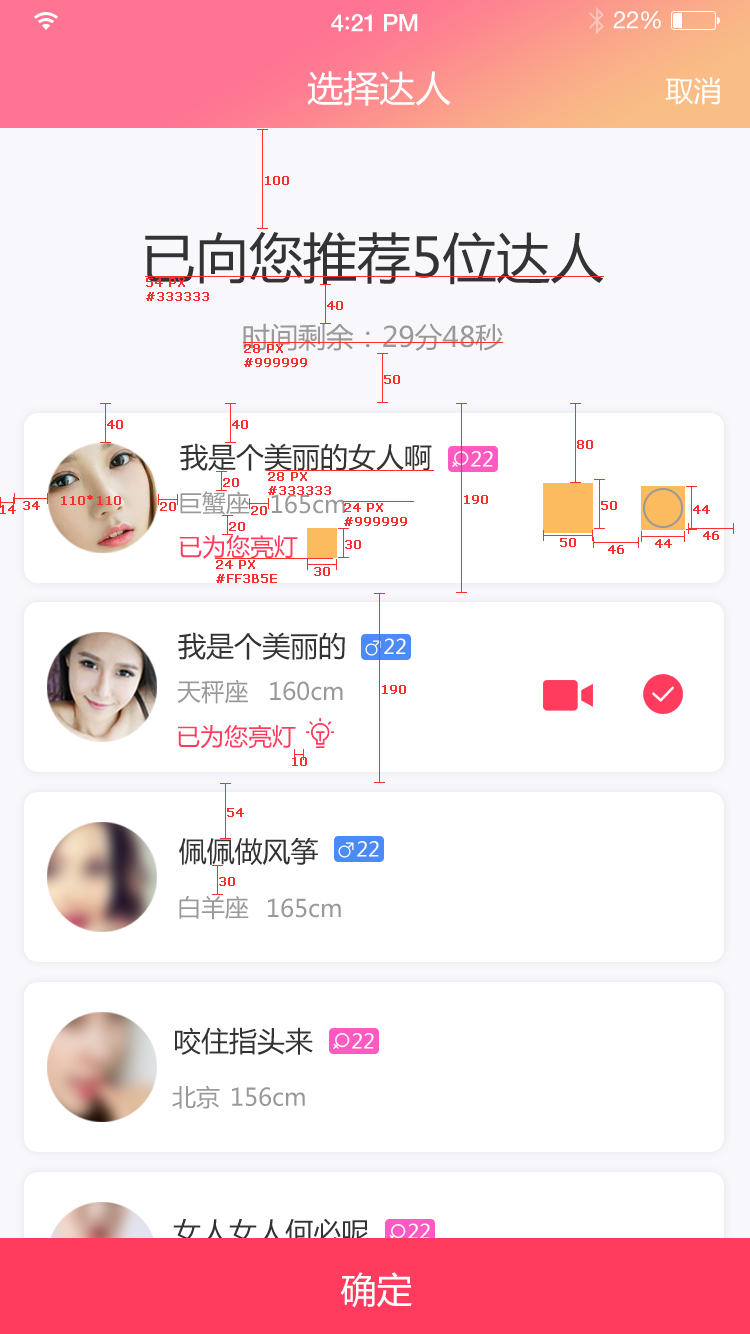 4:21 PM 22%
选择达人 取消
100
已向您推荐5位达人
54 PX
#333333
40
时间剩余：29分48秒
28 PX
#999999
50
40 40 80
我是个美丽的女人啊 22
20 28 PX
#333333
190
14 34 110*110 20 巨蟹座 20 165cm 50 44
24 PX
#999999
20
已为您亮灯 30
50 46 44 46
24 PX 30
#FF3B5E
我是个美丽的 22
天秤座 160cm 190
已为您亮灯
10
54
佩佩做风筝 22
30
白羊座 165cm
咬住指头来 22
北京 156cm
女人女人何必呢 22
确定